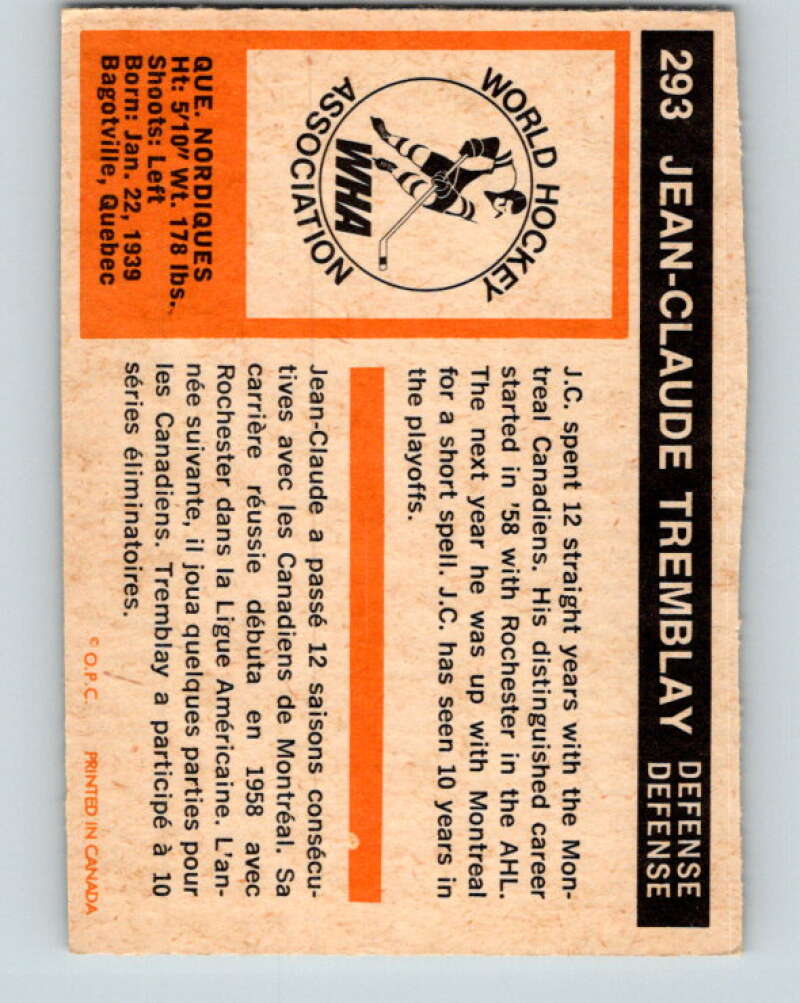 293 JEAN-CLAUDE TREMBLAY DEFENSE
DEFENSE
WORLD HOCKEY
WHA
ASSOCIATION
QUE. NORDIQUES
Ht: 5'10" Wt. 178 lbs.
Shoots: Left
Born: Jan. 22, 1939
Bagotville, Quebec
J.C. spent 12 straight years with the Mon-
treal Canadiens. His distinguished career
started in '58 with Rochester in the AHL.
The next year he was up with Montreal
for a short spell. J.C. has seen 10 years in
the playoffs.
Jean-Claude a passé 12 saisons consécu-
tives avec les Canadiens de Montréal. Sa
carrière réussie débuta en 1958 avec
Rochester dans la Ligue Américaine. L'an-
née suivante, il joua quelques parties pour
les Canadiens. Tremblay a participé à 10
séries éliminatoires.
© O.P.C. PRINTED IN CANADA